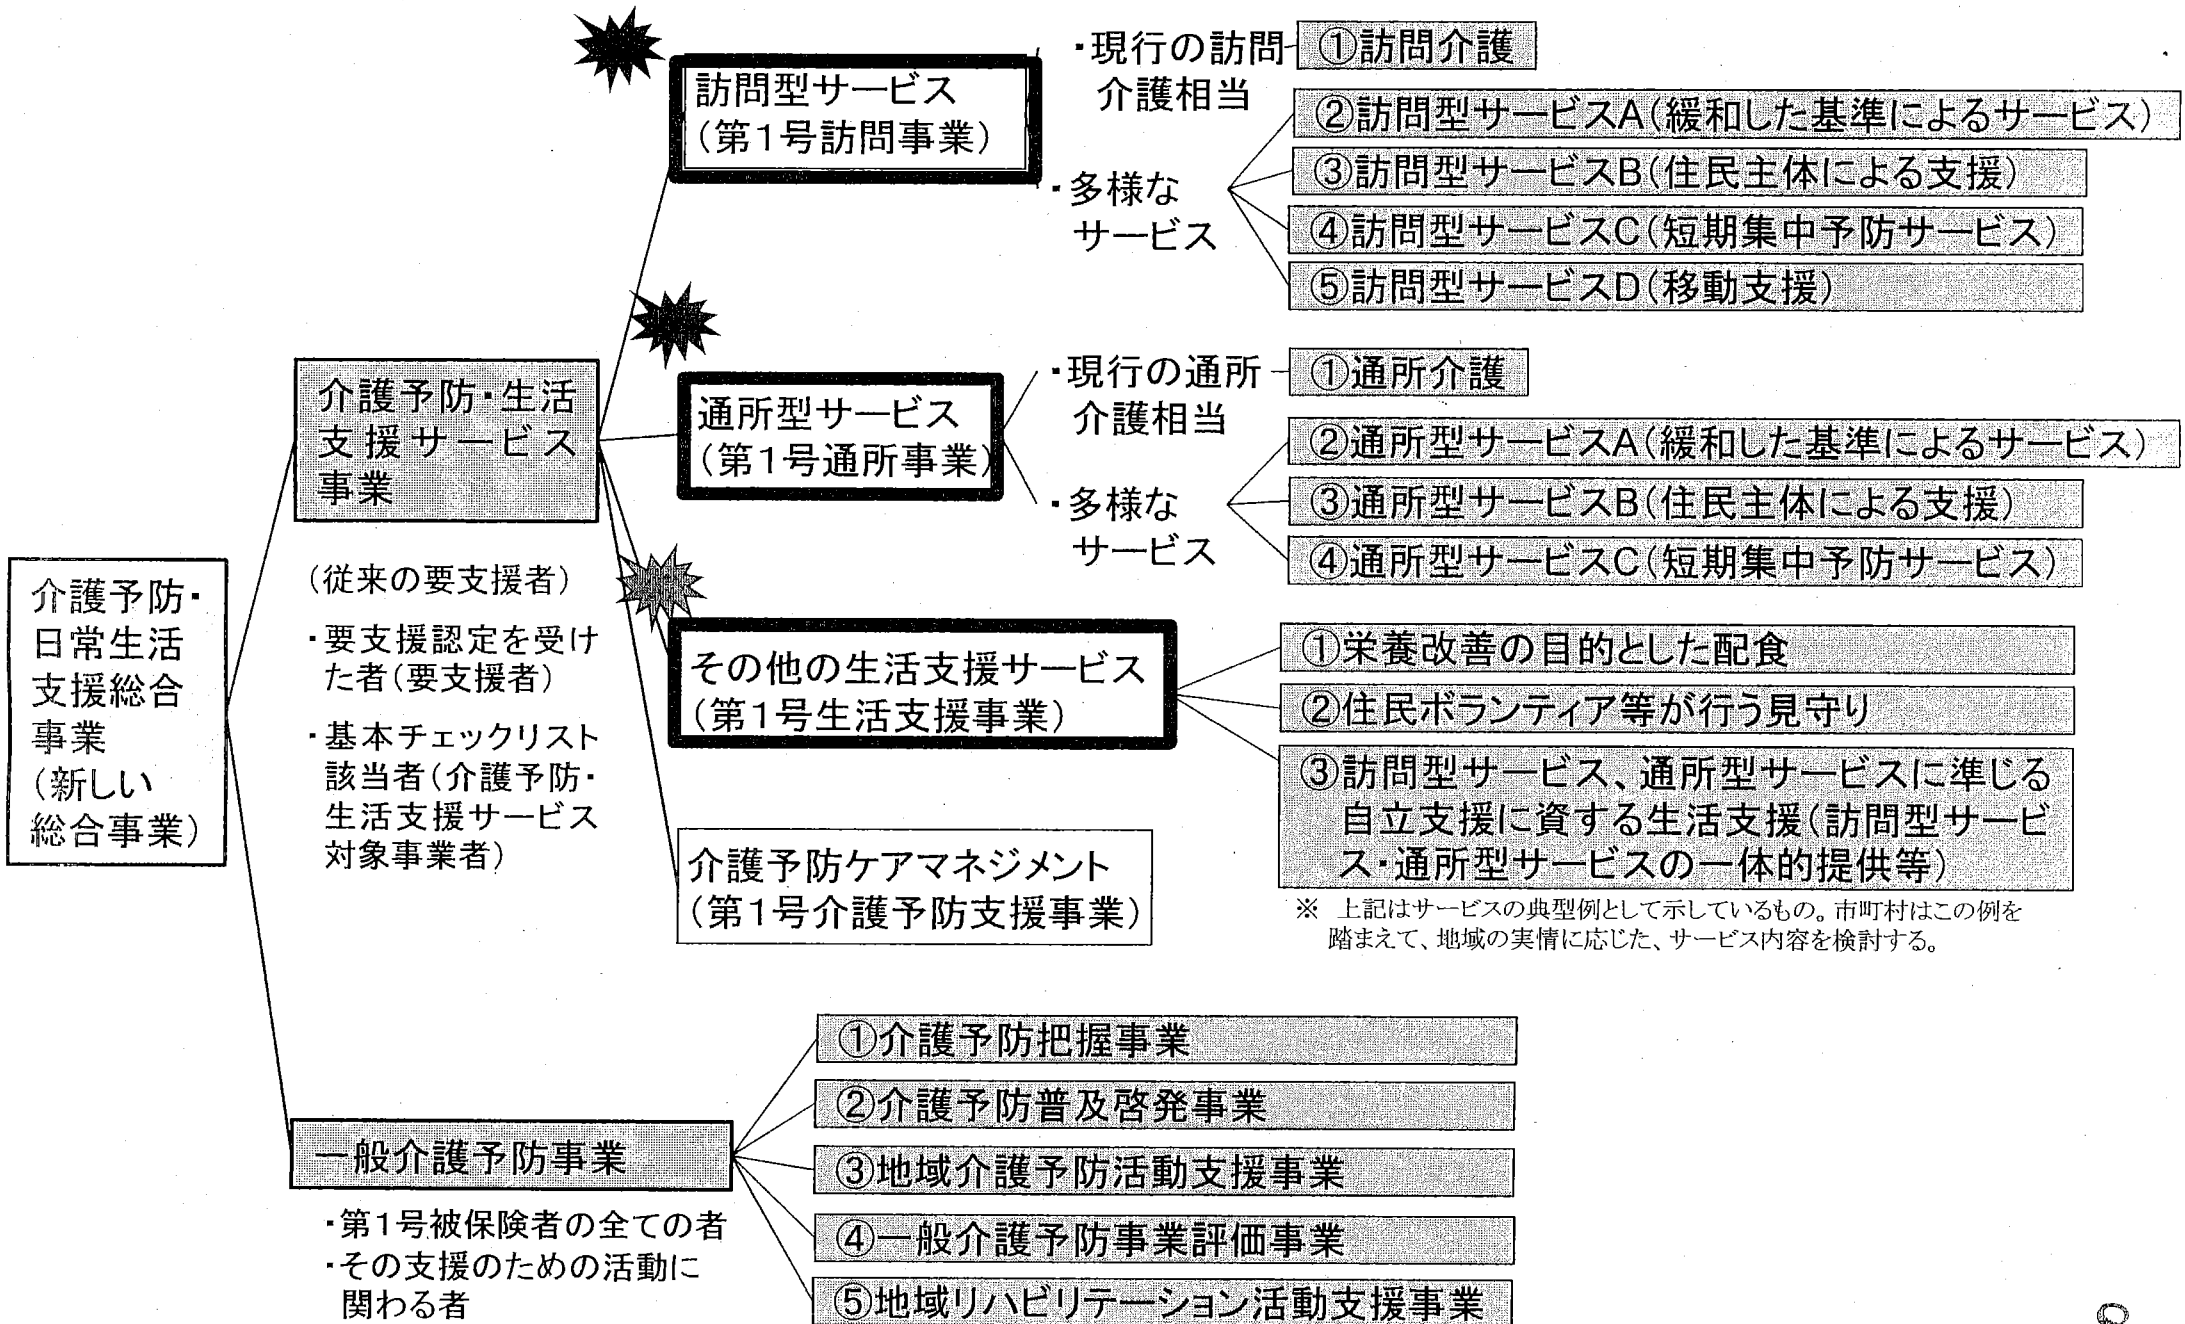 介護予防・
日常生活
支援総合
事業
(新しい
総合事業)
介護予防・生活
支援サービス
事業
(従来の要支援者)
・要支援認定を受け
た者(要支援者)
・基本チェックリスト
該当者(介護予防・
生活支援サービス
対象事業者)
訪問型サービス
(第1号訪問事業)
・現行の訪問
介護相当
①訪問介護
・多様な
サービス
②訪問型サービスA(緩和した基準によるサービス)
③訪問型サービスB(住民主体による支援)
④訪問型サービスC(短期集中予防サービス)
⑤訪問型サービスD(移動支援)
通所型サービス
(第1号通所事業)
・現行の通所
介護相当
①通所介護
・多様な
サービス
②通所型サービスA(緩和した基準によるサービス)
③通所型サービスB(住民主体による支援)
④通所型サービスC(短期集中予防サービス)
その他の生活支援サービス
(第1号生活支援事業)
①栄養改善の目的とした配食
②住民ボランティア等が行う見守り
③訪問型サービス、通所型サービスに準じる
自立支援に資する生活支援(訪問型サービ
ス・通所型サービスの一体的提供等)
介護予防ケアマネジメント
(第1号介護予防支援事業)
※ 上記はサービスの典型例として示しているもの。市町村はこの例を
踏まえて、地域の実情に応じた、サービス内容を検討する。
一般介護予防事業
・第1号被保険者の全ての者
・その支援のための活動に
関わる者
①介護予防把握事業
②介護予防普及啓発事業
③地域介護予防活動支援事業
④一般介護予防事業評価事業
⑤地域リハビリテーション活動支援事業